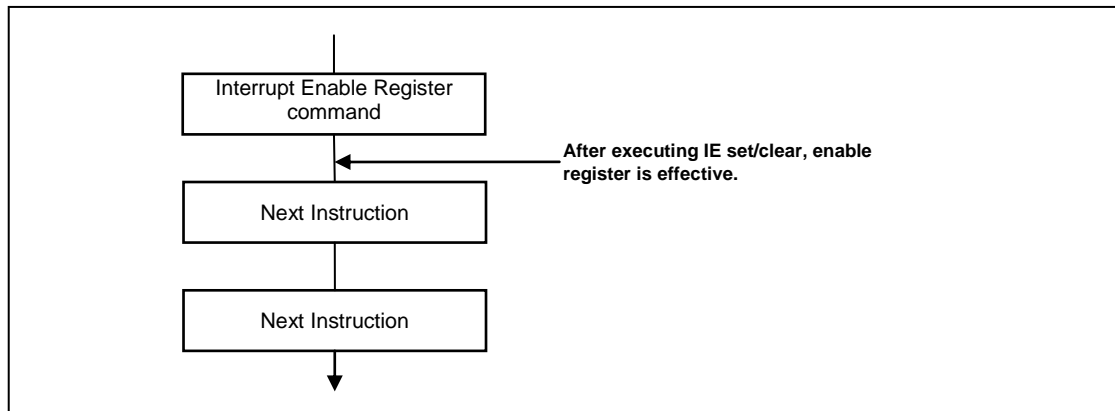 Interrupt Enable Register
command
After executing IE set/clear, enable
register is effective.
Next Instruction
Next Instruction